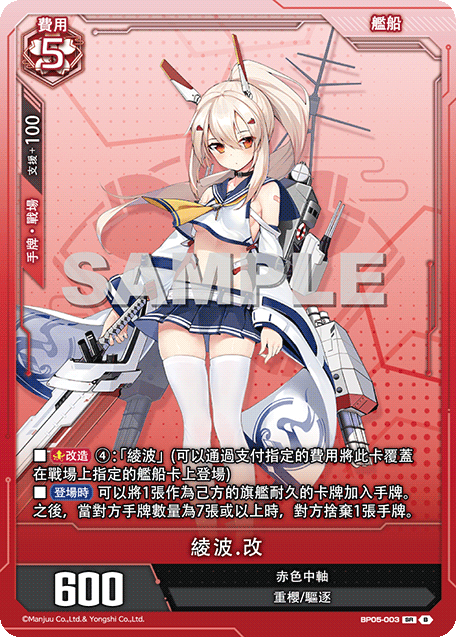 費用
5
艦船
支援+100
手牌・戰場
SAMPLE
■ 改造 ④:「綾波」(可以通過支付指定的費用將此卡覆蓋
在戰場上指定的艦船卡上登場)
■ 登場時 可以將1張作為己方的旗艦耐久的卡牌加入手牌。
之後，當對方手牌數量為7張或以上時，對方捨棄1張手牌。
綾波.改
600
赤色中軸
重櫻/驅逐
©Manjuu Co.,Ltd.& Yongshi Co.,Ltd.
BP05-003 SR B